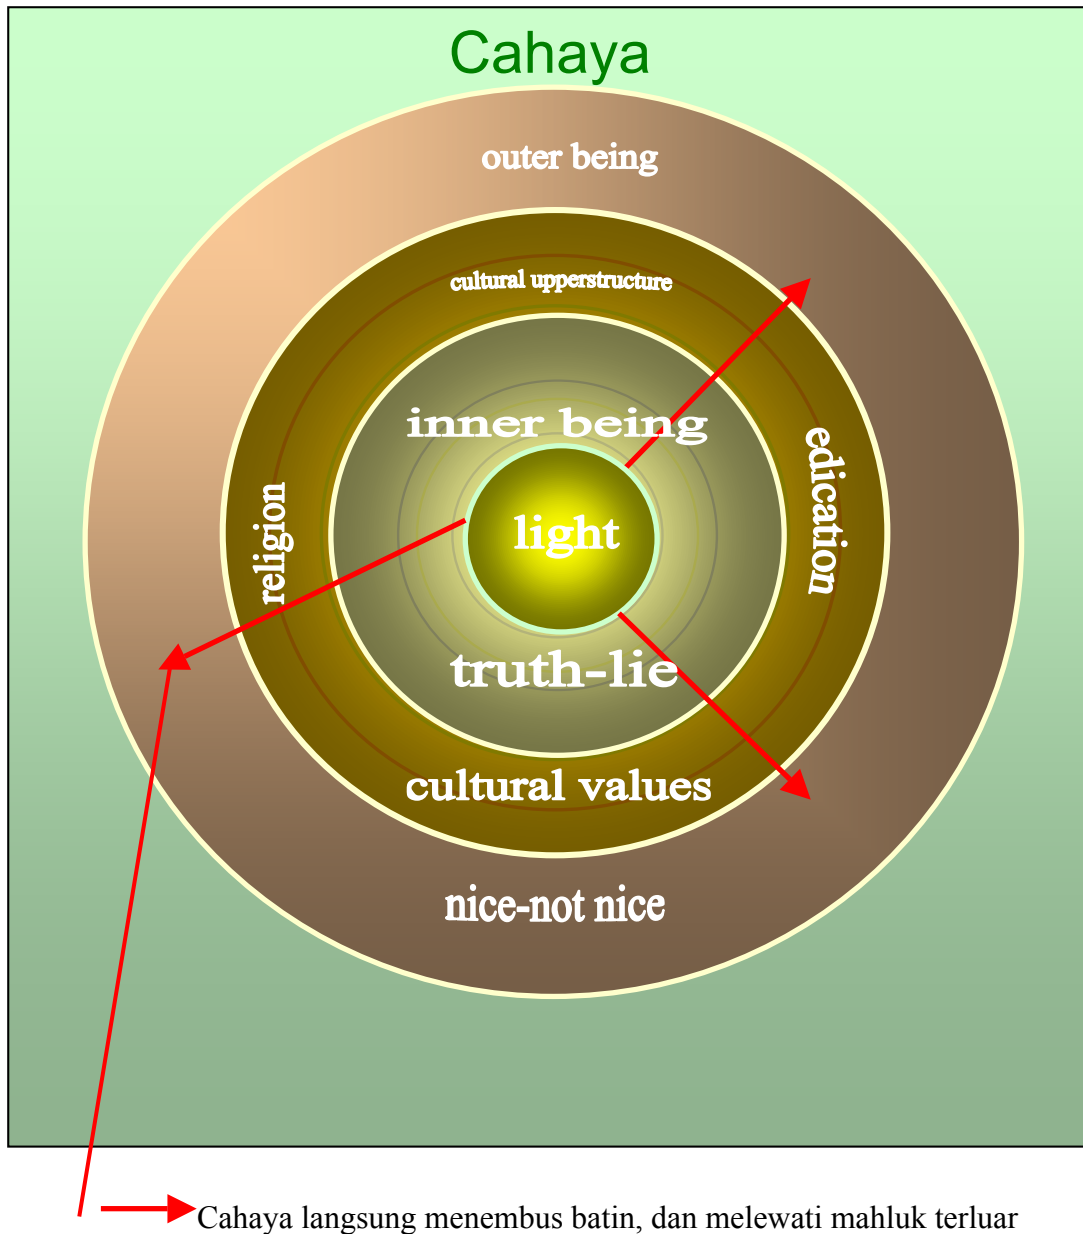 Cahaya
outer being
cultural upperstructure
inner being
religion
light
edication
truth-lie
cultural values
nice-not nice
Cahaya langsung menembus batin, dan melewati mahluk terluar